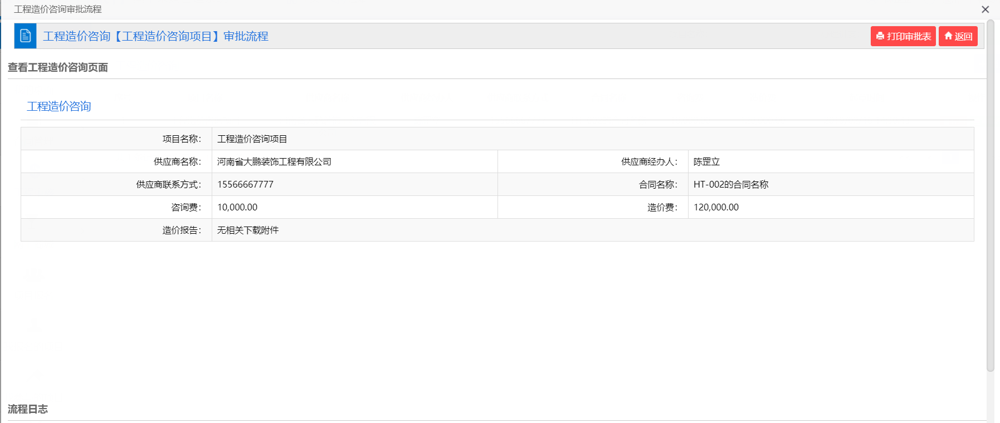 工程造价咨询审批流程
工程造价咨询【工程造价咨询项目】审批流程
打印审批表
返回
查看工程造价咨询页面
工程造价咨询
项目名称： 工程造价咨询项目
供应商名称： 河南省大鹏装饰工程有限公司 供应商经办人： 陈罡立
供应商联系方式： 15566667777 合同名称： HT-002的合同名称
咨询费： 10,000.00 造价费： 120,000.00
造价报告： 无相关下载附件
流程日志